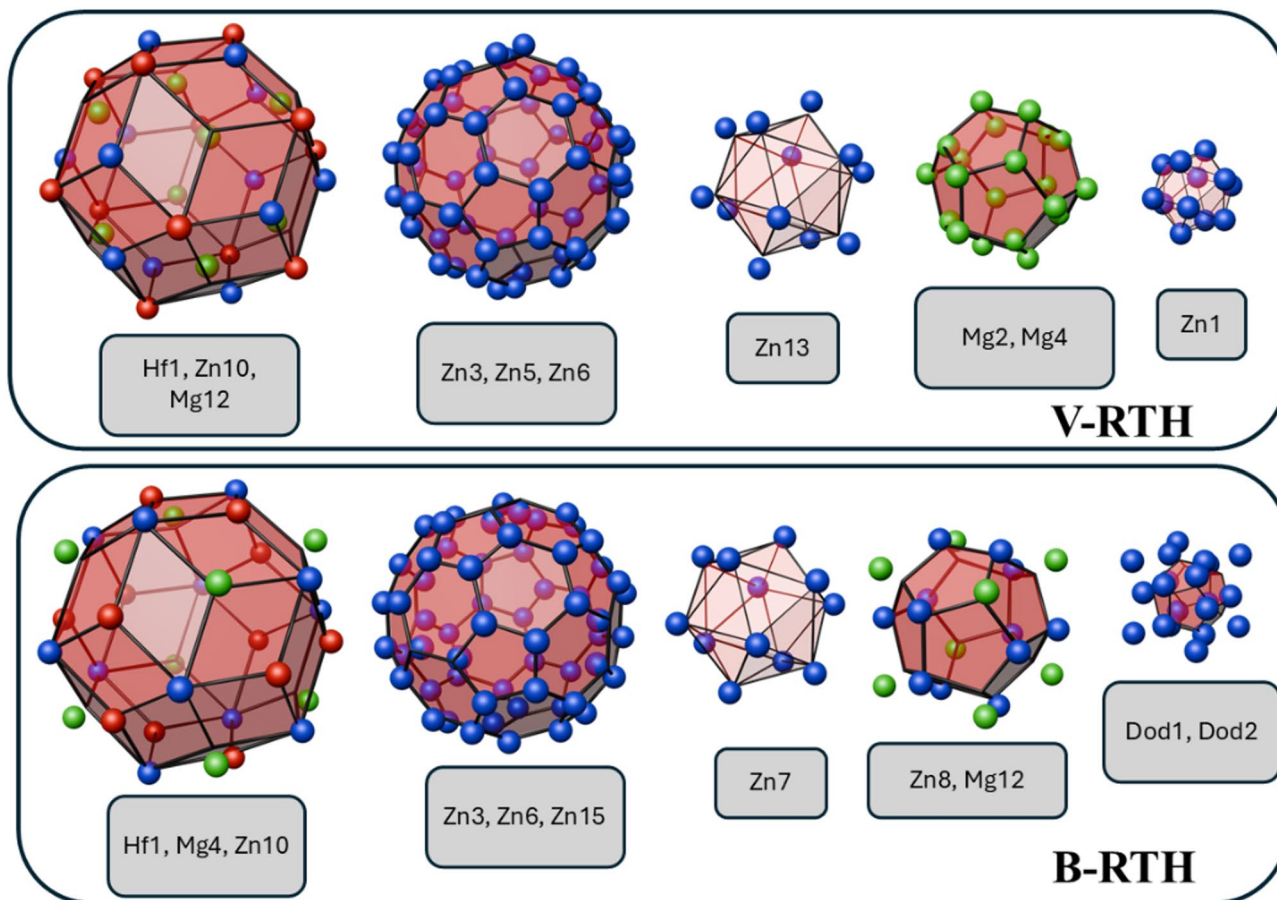 Hf1, Zn10,
Mg12
Zn3, Zn5, Zn6
Zn13
Mg2, Mg4
Zn1
V-RTH
Hf1, Mg4, Zn10
Zn3, Zn6, Zn15
Zn7
Zn8, Mg12
Dod1, Dod2
B-RTH